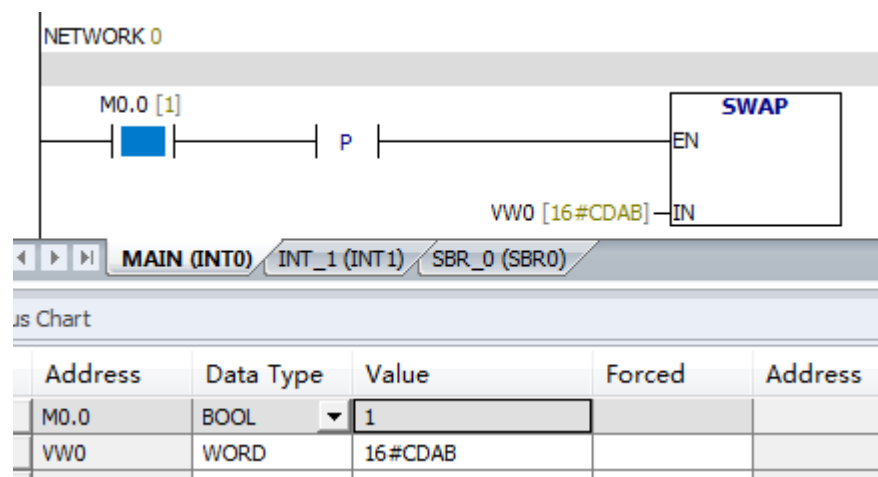 NETWORK 0
M0.0 [1]
SWAP
P
EN
VW0 [16#CDAB]
IN
MAIN (INT0) INT_1 (INT1) SBR_0 (SBR0)
us Chart
Address Data Type Value Forced Address
M0.0 BOOL 1
VW0 WORD 16#CDAB